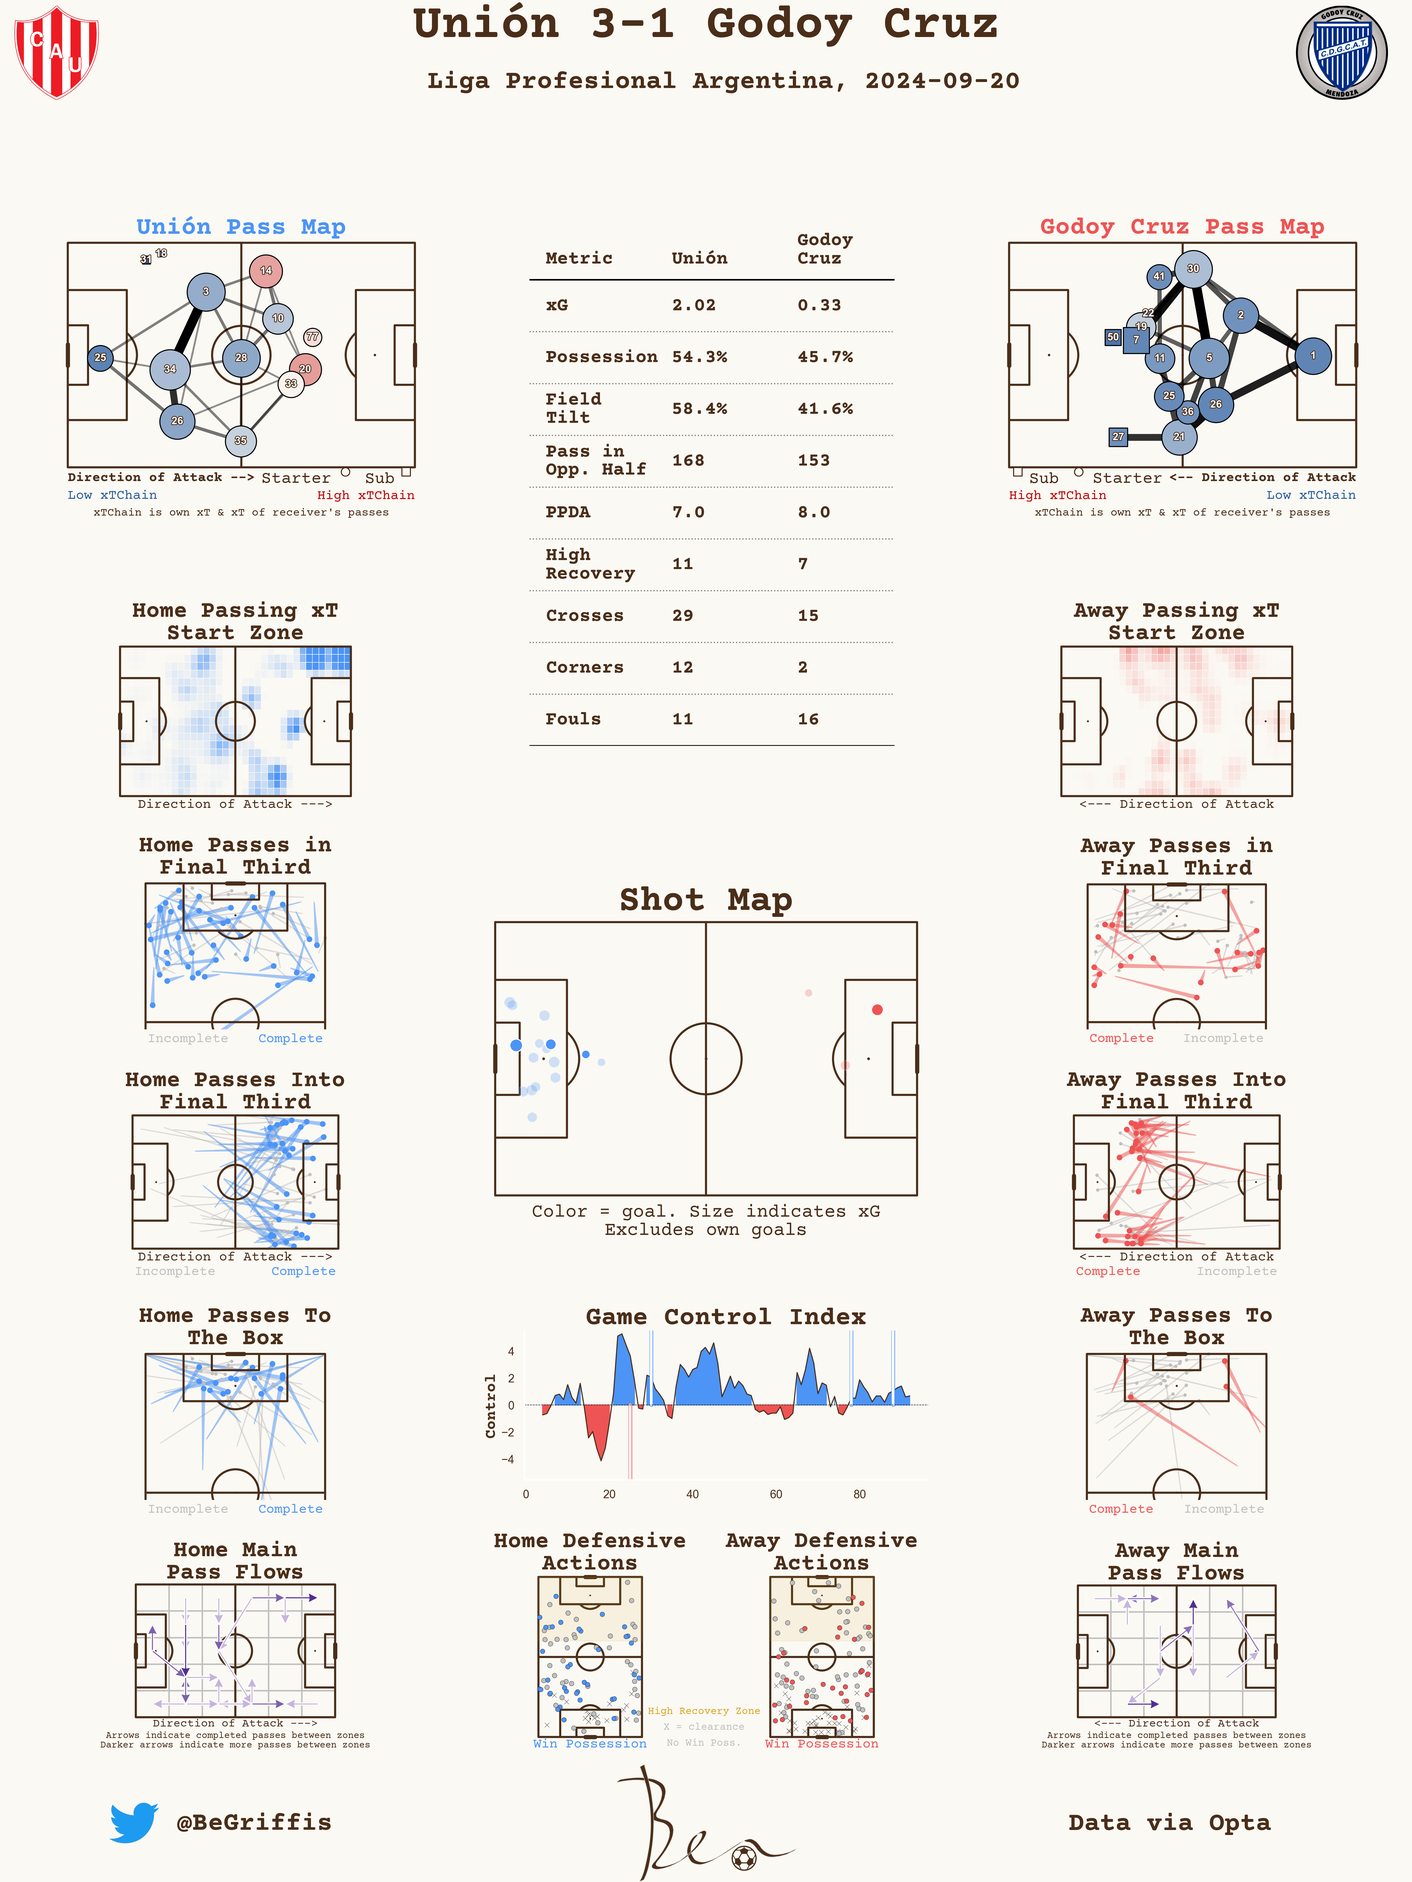 Unión 3-1 Godoy Cruz
Liga Profesional Argentina, 2024-09-20
C A U
GODOY CRUZ
C.D.G.C.A.T.
MENDOZA
Unión Pass Map
31
18
3
14
10
77
25
34
28
20
33
26
35
Direction of Attack --> Starter Sub
Low xTChain High xTChain
xTChain is own xT & xT of receiver's passes
Metric Unión Godoy Cruz
xG 2.02 0.33
Possession 54.3% 45.7%
Field Tilt 58.4% 41.6%
Pass in Opp. Half 168 153
PPDA 7.0 8.0
High Recovery 11 7
Crosses 29 15
Corners 12 2
Fouls 11 16
Godoy Cruz Pass Map
41
30
22
19
2
50
7
11
5
1
25
36
26
27
21
Sub Starter <-- Direction of Attack
High xTChain Low xTChain
xTChain is own xT & xT of receiver's passes
Home Passing xT
Start Zone
Direction of Attack --->
Away Passing xT
Start Zone
<--- Direction of Attack
Home Passes in
Final Third
Incomplete Complete
Shot Map
Color = goal. Size indicates xG
Excludes own goals
Away Passes in
Final Third
Complete Incomplete
Home Passes Into
Final Third
Direction of Attack --->
Incomplete Complete
Away Passes Into
Final Third
<--- Direction of Attack
Complete Incomplete
Home Passes To
The Box
Incomplete Complete
Game Control Index
Control
4
2
0
−2
−4
0 20 40 60 80
Away Passes To
The Box
Complete Incomplete
Home Main
Pass Flows
Direction of Attack --->
Arrows indicate completed passes between zones
Darker arrows indicate more passes between zones
Home Defensive
Actions
Win Possession
High Recovery Zone
X = clearance
No Win Poss.
Away Defensive
Actions
Win Possession
Away Main
Pass Flows
<--- Direction of Attack
Arrows indicate completed passes between zones
Darker arrows indicate more passes between zones
@BeGriffis
Ben
Data via Opta